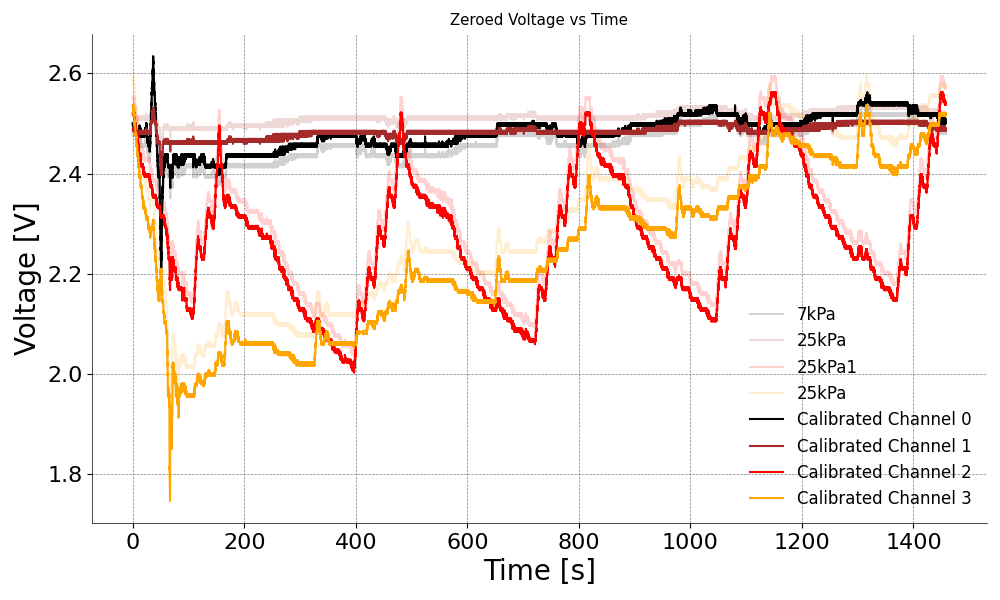 Zeroed Voltage vs Time
Voltage [V]
2.6
2.4
2.2
2.0
1.8
0
200
400
600
800
1000
1200
1400
Time [s]
7kPa
25kPa
25kPa1
25kPa
Calibrated Channel 0
Calibrated Channel 1
Calibrated Channel 2
Calibrated Channel 3